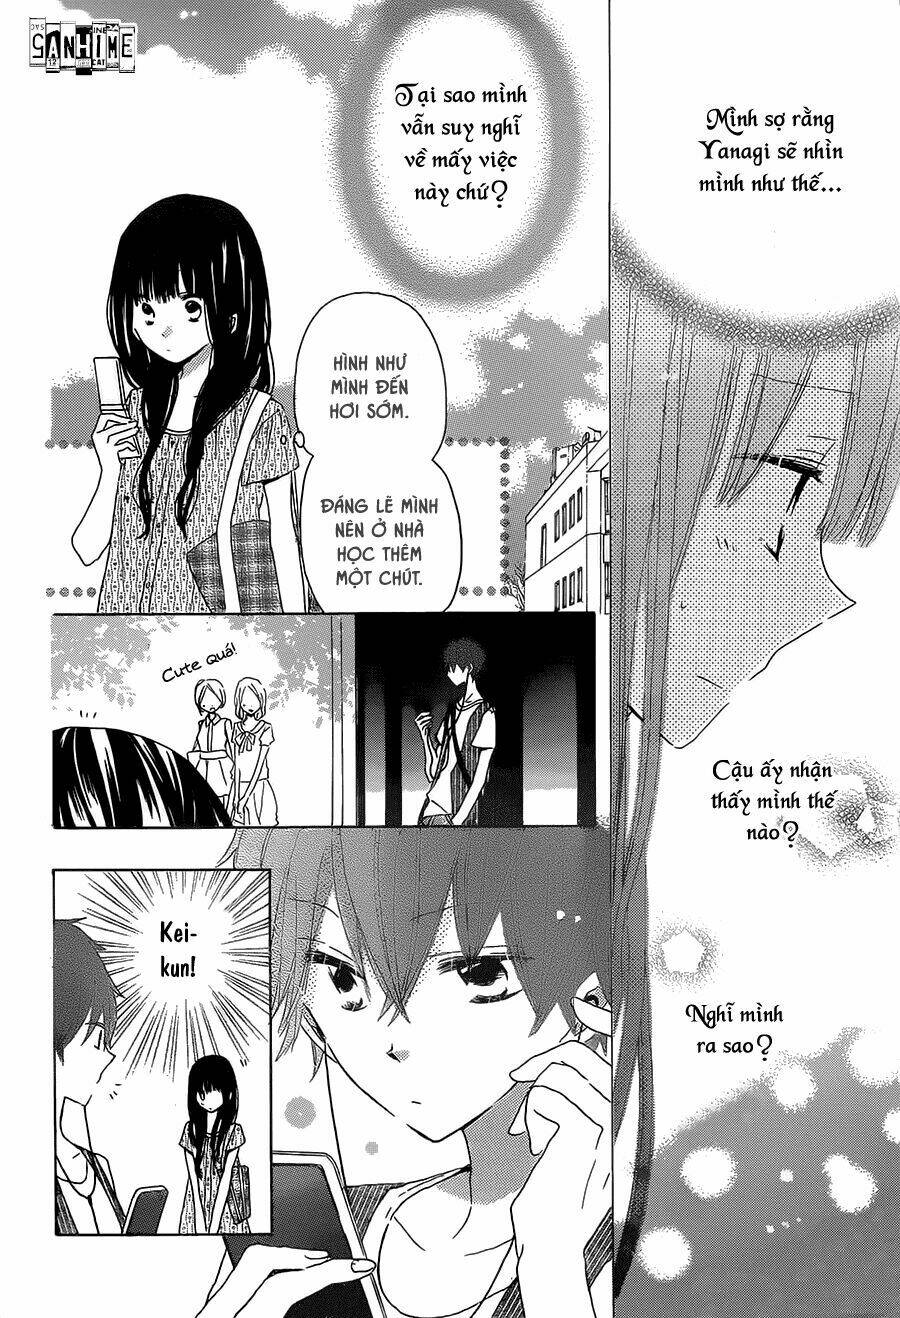 Mình sợ rằng
Yanagi sẽ nhìn
mình như thế...
Cậu ấy nhận
thấy mình thế
nào?
Nghĩ mình
ra sao?
Tại sao mình
vẫn suy nghĩ
về mấy việc
này chứ?
HÌNH NHƯ
MÌNH ĐẾN
HƠI SỚM.
ĐÁNG LẼ MÌNH
NÊN Ở NHÀ
HỌC THÊM
MỘT CHÚT.
Cute quá!
Kei-
kun!
SANHIME